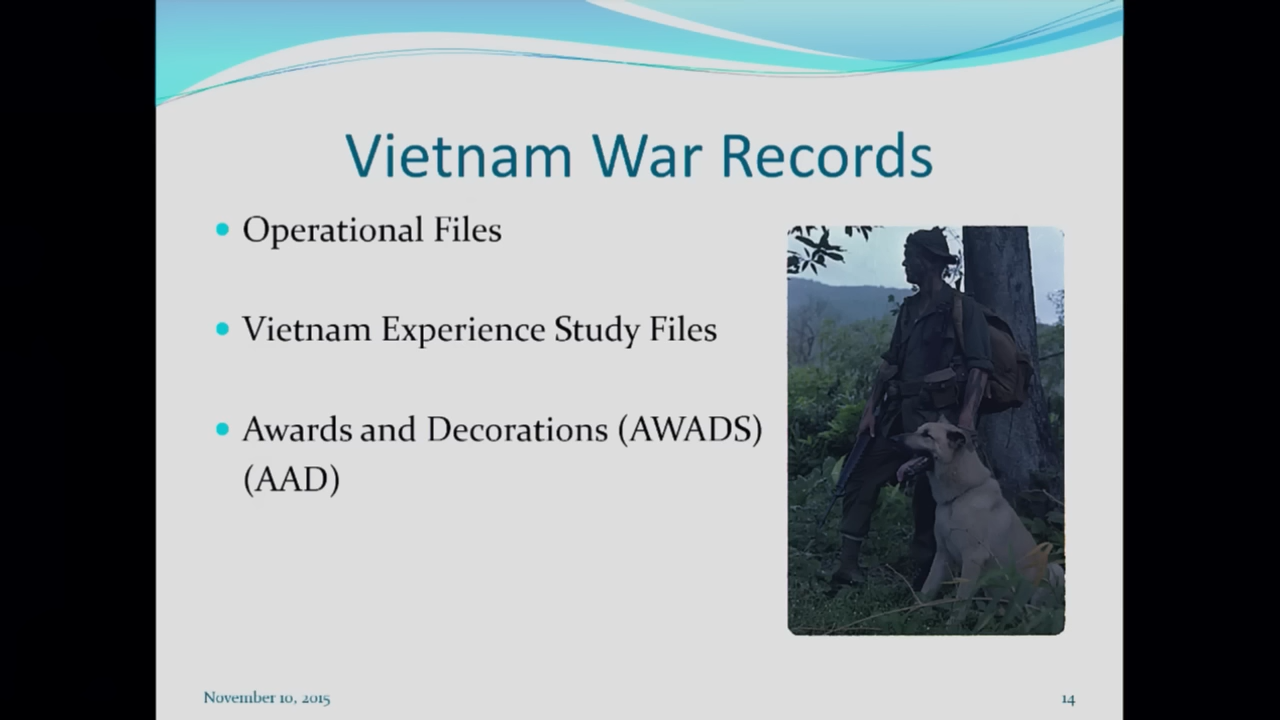 Vietnam War Records
• Operational Files
• Vietnam Experience Study Files
• Awards and Decorations (AWADS)
(AAD)
November 10, 2015
14